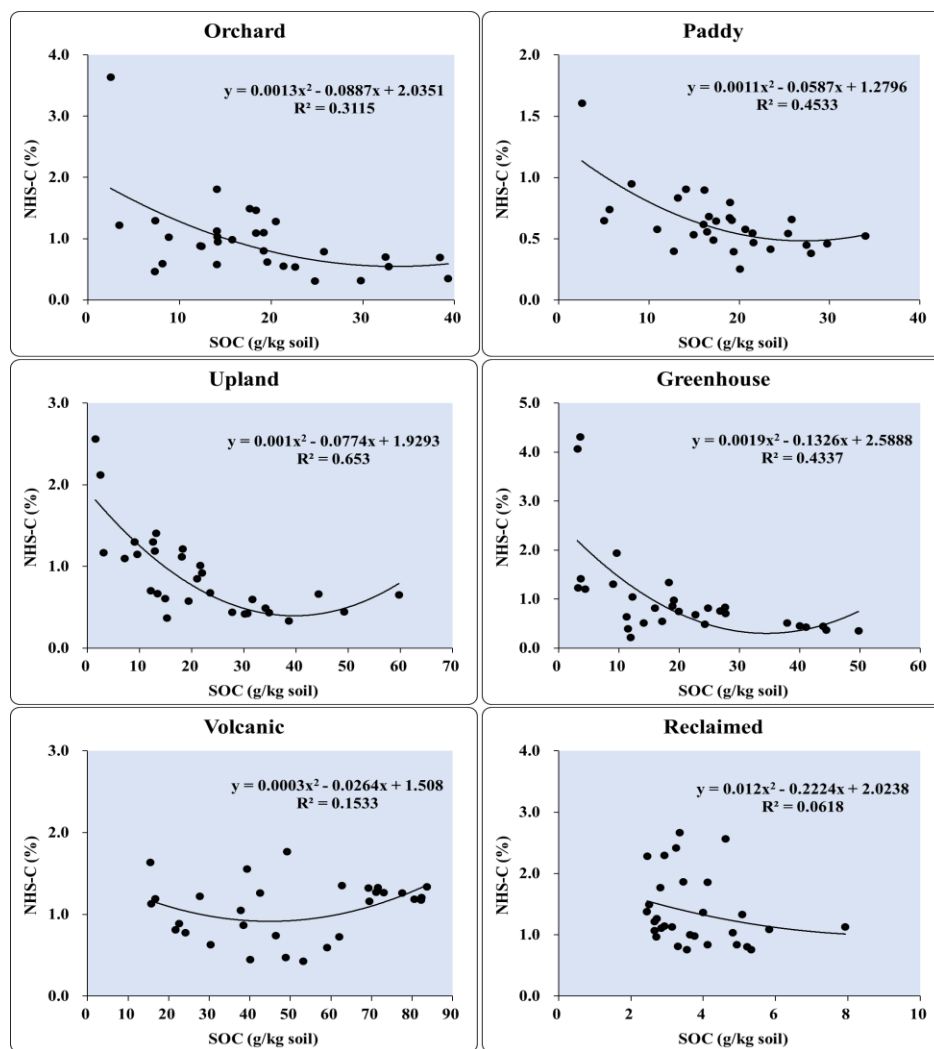 Orchard
y = 0.0013x² - 0.0887x + 2.0351
R² = 0.3115
NHS-C (%)
4.0
3.0
2.0
1.0
0.0
0 10 20 30 40
SOC (g/kg soil)
Paddy
y = 0.0011x² - 0.0587x + 1.2796
R² = 0.4533
NHS-C (%)
2.0
1.5
1.0
0.5
0.0
0 10 20 30 40
SOC (g/kg soil)
Upland
y = 0.001x² - 0.0774x + 1.9293
R² = 0.653
NHS-C (%)
3.0
2.0
1.0
0.0
0 10 20 30 40 50 60 70
SOC (g/kg soil)
Greenhouse
y = 0.0019x² - 0.1326x + 2.5888
R² = 0.4337
NHS-C (%)
5.0
4.0
3.0
2.0
1.0
0.0
0 10 20 30 40 50 60
SOC (g/kg soil)
Volcanic
y = 0.0003x² - 0.0264x + 1.508
R² = 0.1533
NHS-C (%)
3.0
2.0
1.0
0.0
0 10 20 30 40 50 60 70 80 90
SOC (g/kg soil)
Reclaimed
y = 0.012x² - 0.2224x + 2.0238
R² = 0.0618
NHS-C (%)
4.0
3.0
2.0
1.0
0.0
0 2 4 6 8 10
SOC (g/kg soil)